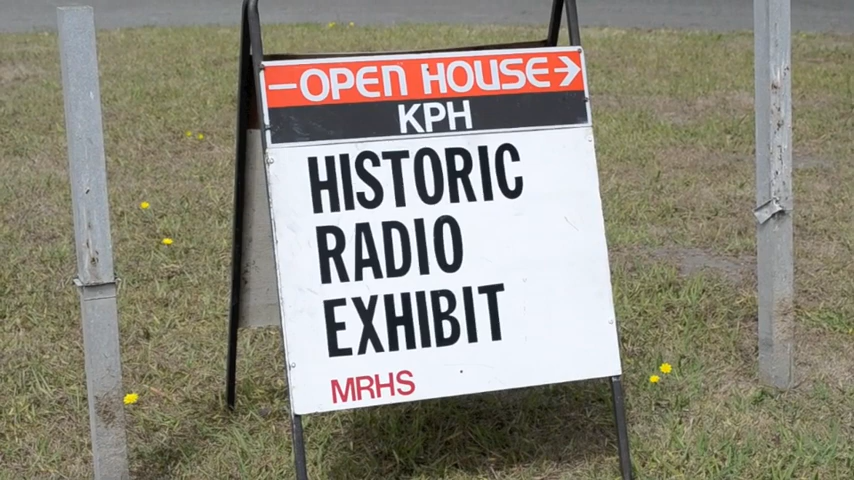 OPEN HOUSE →
KPH
HISTORIC
RADIO
EXHIBIT
MRHS